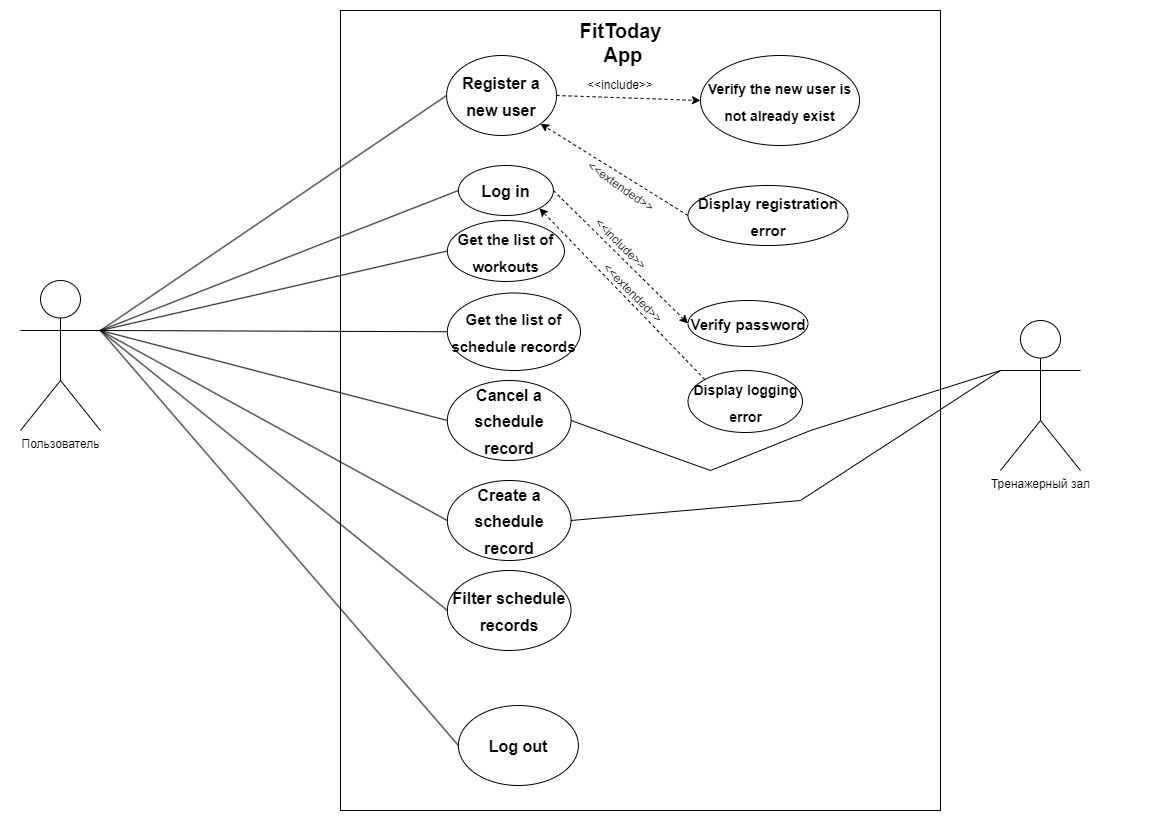 FitToday
App
Register a
new user
<<include>>
Verify the new user is
not already exist
<<extended>>
Display registration
error
Log in
<<include>>
<<extended>>
Get the list of
workouts
Get the list of
schedule records
Verify password
Display logging
error
Cancel a
schedule
record
Пользователь
Тренажерный зал
Create a
schedule
record
Filter schedule
records
Log out